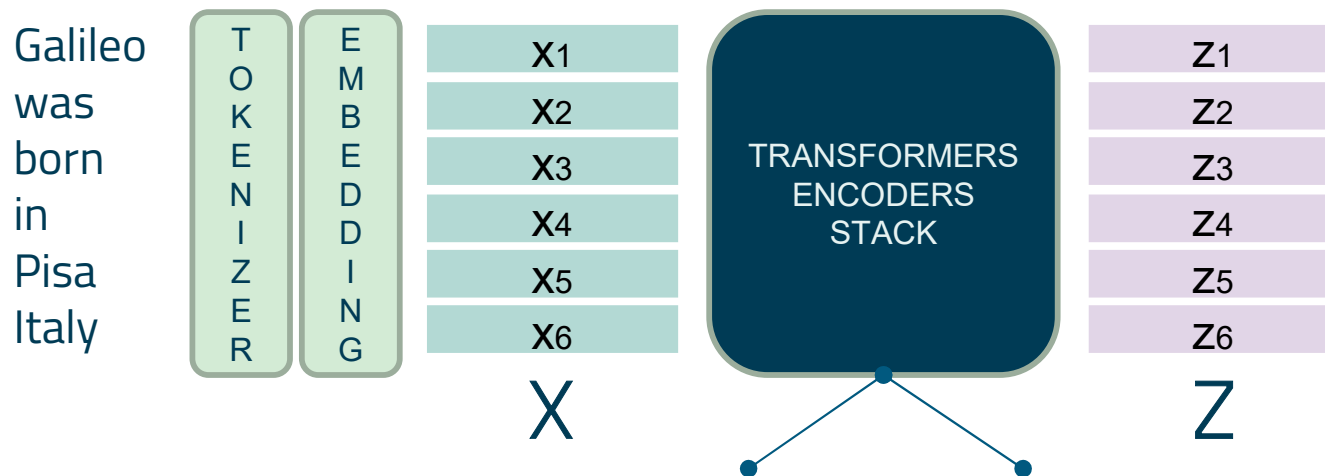 Galileo
was
born
in
Pisa
Italy
TOKENIZER
EMBEDDING
x1
x2
x3
x4
x5
x6
X
TRANSFORMERS
ENCODERS
STACK
z1
z2
z3
z4
z5
z6
Z